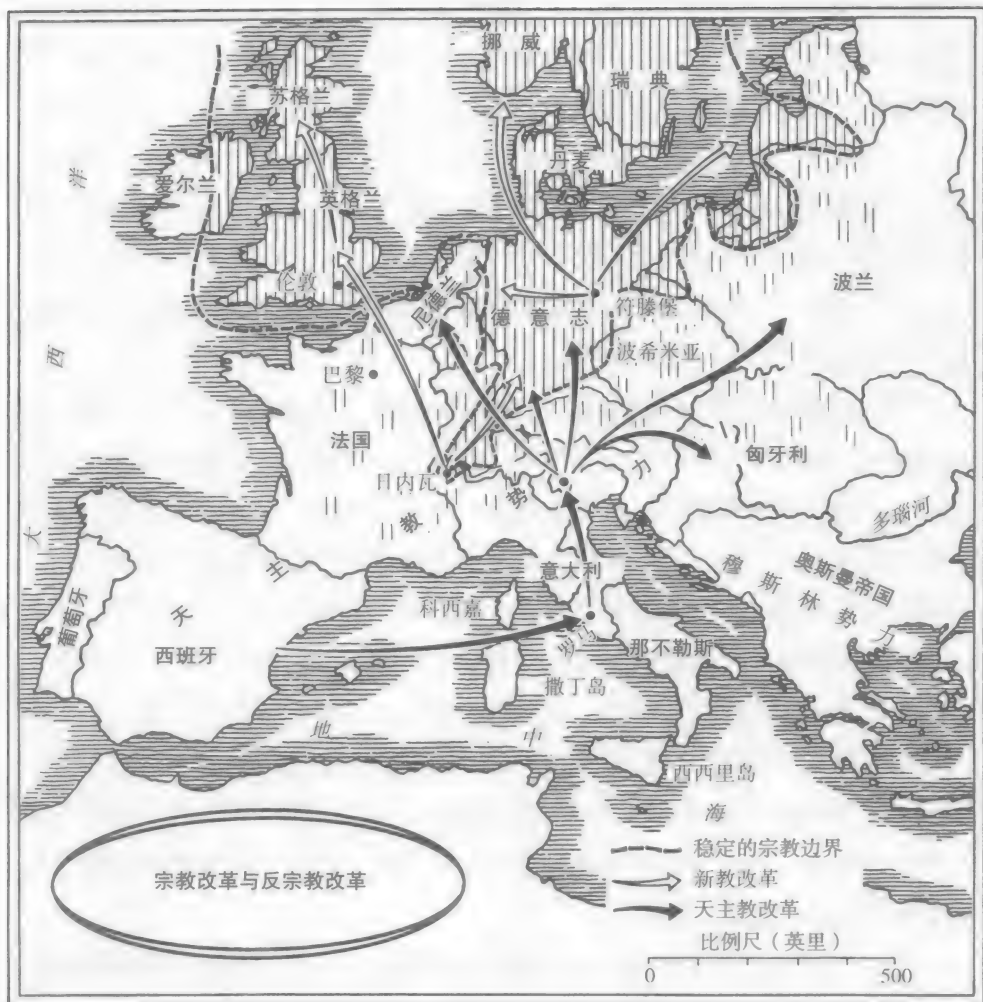 挪威
瑞典
苏格兰
丹麦
爱尔兰
英格兰
伦敦
尼德兰
德意志
符滕堡
波兰
波希米亚
巴黎
法国
日内瓦
匈牙利
多瑙河
大西洋
天主教势力
意大利
奥斯曼帝国
穆斯林势力
葡萄牙
西班牙
科西嘉
罗马
那不勒斯
撒丁岛
地中海
西西里岛
宗教改革与反宗教改革
稳定的宗教边界
新教改革
天主教改革
比例尺（英里）
0 500